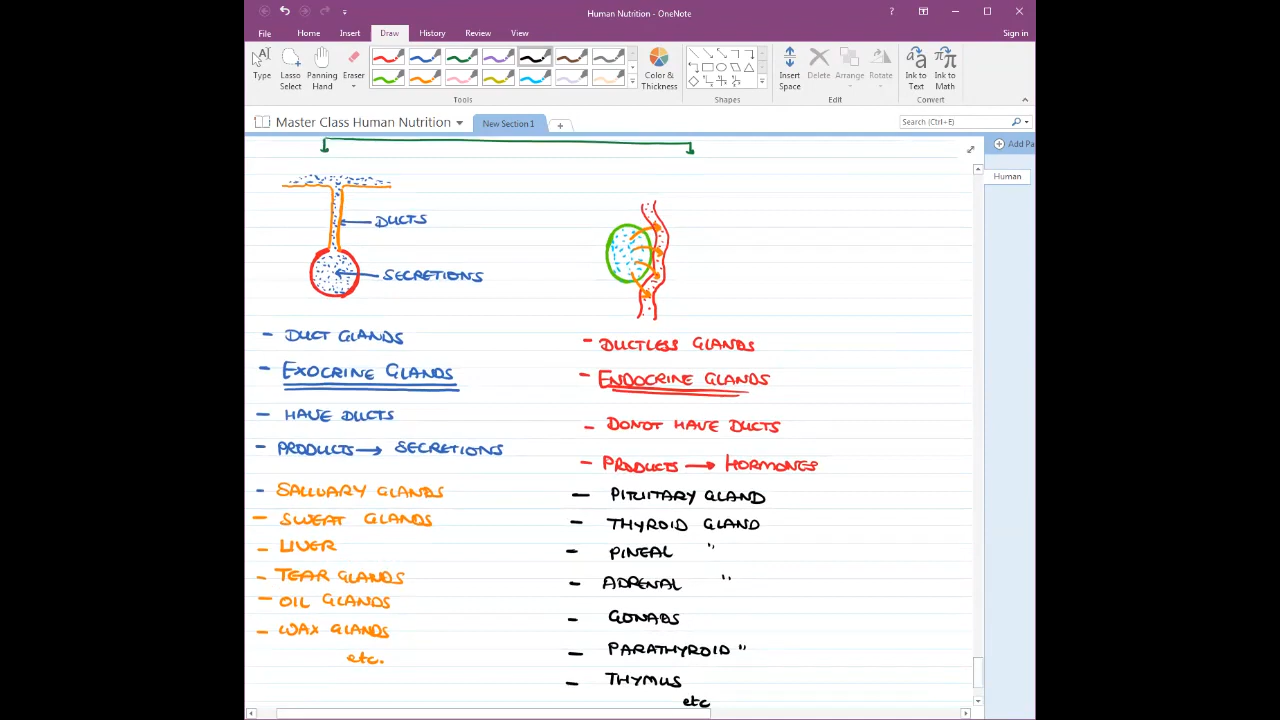 Human Nutrition - OneNote
File Home Insert Draw History Review View Sign in
Type
Lasso Select
Panning Hand
Eraser
Color & Thickness
Insert Space
Delete
Arrange
Rotate
Ink to Text
Ink to Math
Tools Shapes Edit Convert
Master Class Human Nutrition New Section 1 Search (Ctrl+E)
Add Pa
Human
DUCTS
SECRETIONS
- DUCT GLANDS
- EXOCRINE GLANDS
- HAVE DUCTS
- PRODUCTS → SECRETIONS
- SALIVARY GLANDS
- SWEAT GLANDS
- LIVER
- TEAR GLANDS
- OIL GLANDS
- WAX GLANDS
etc.
- DUCTLESS GLANDS
- ENDOCRINE GLANDS
- DONOT HAVE DUCTS
- PRODUCTS → HORMONES
- PITUITARY GLAND
- THYROID GLAND
- PINEAL "
- ADRENAL "
- GONADS
- PARATHYROID "
- THYMUS
etc